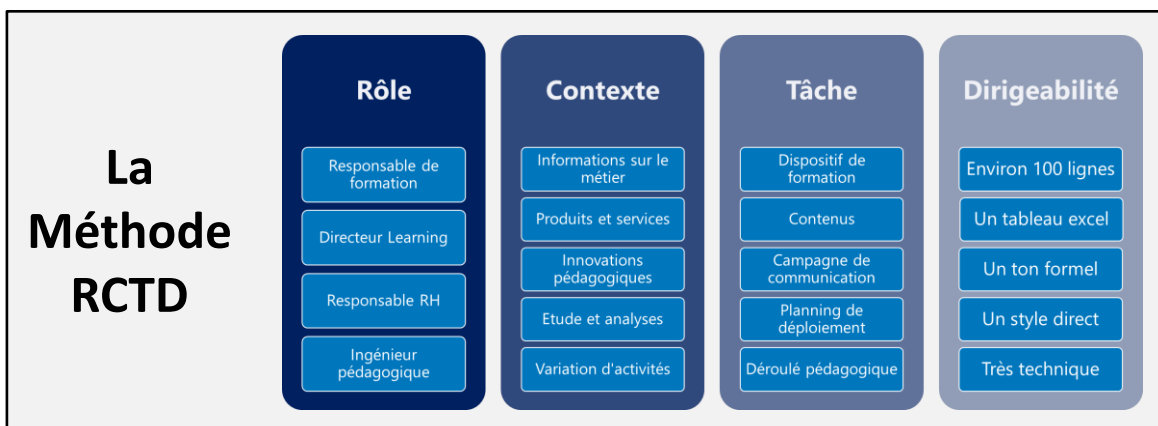 La
Méthode
RCTD
Rôle
Responsable de
formation
Directeur Learning
Responsable RH
Ingénieur
pédagogique
Contexte
Informations sur le
métier
Produits et services
Innovations
pédagogiques
Etude et analyses
Variation d'activités
Tâche
Dispositif de
formation
Contenus
Campagne de
communication
Planning de
déploiement
Déroulé pédagogique
Dirigeabilité
Environ 100 lignes
Un tableau excel
Un ton formel
Un style direct
Très technique